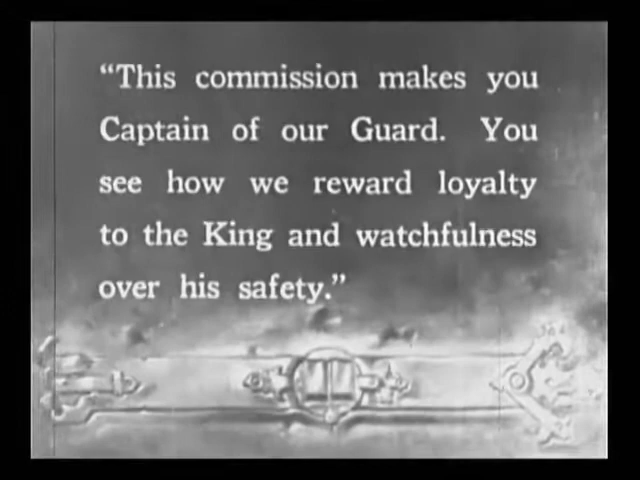 “This commission makes you
Captain of our Guard. You
see how we reward loyalty
to the King and watchfulness
over his safety.”